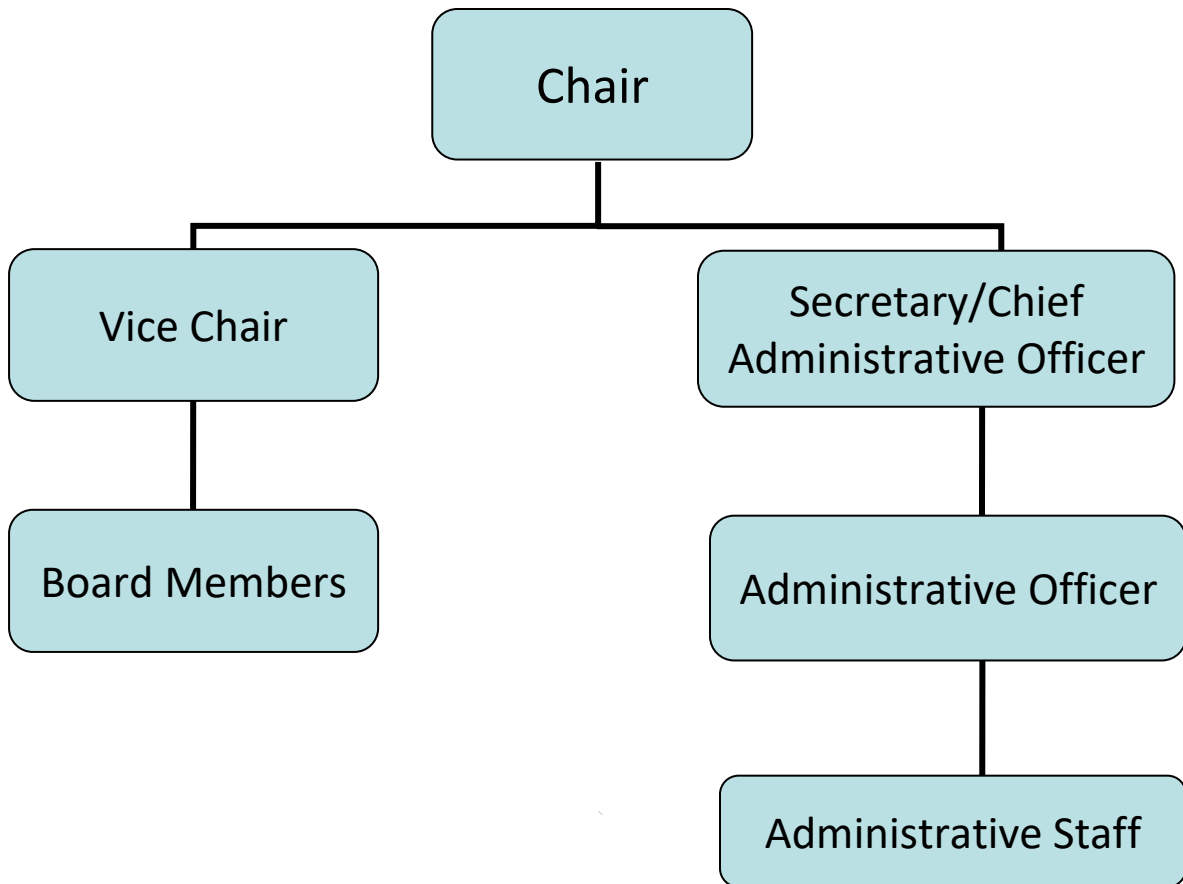 Chair
Vice Chair
Secretary/Chief
Administrative Officer
Board Members
Administrative Officer
Administrative Staff